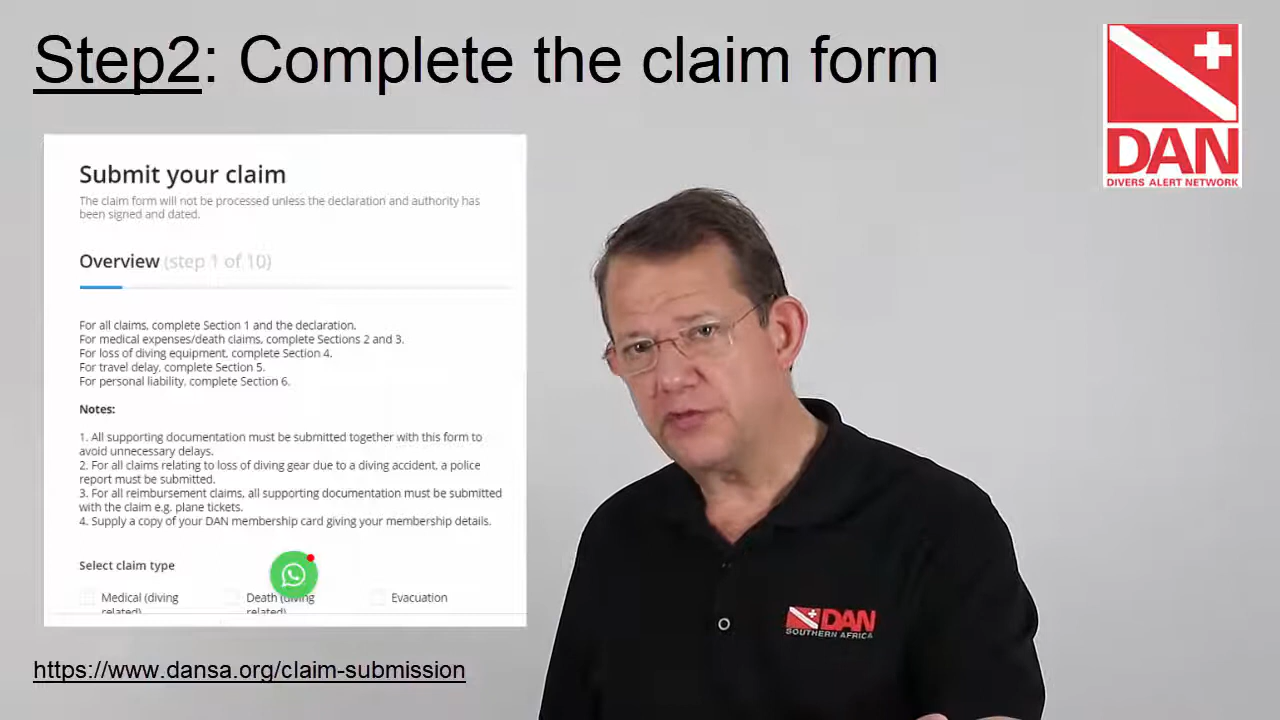 Step2: Complete the claim form
DAN
DIVERS ALERT NETWORK
Submit your claim
The claim form will not be processed unless the declaration and authority has
been signed and dated.
Overview (step 1 of 10)
For all claims, complete Section 1 and the declaration.
For medical expenses/death claims, complete Sections 2 and 3.
For loss of diving equipment, complete Section 4.
For travel delay, complete Section 5.
For personal liability, complete Section 6.
Notes:
1. All supporting documentation must be submitted together with this form to
avoid unnecessary delays.
2. For all claims relating to loss of diving gear due to a diving accident, a police
report must be submitted.
3. For all reimbursement claims, all supporting documentation must be submitted
with the claim e.g. plane tickets.
4. Supply a copy of your DAN membership card giving your membership details.
Select claim type
Medical (diving
related)
Death (diving
related)
Evacuation
DAN
SOUTHERN AFRICA
https://www.dansa.org/claim-submission